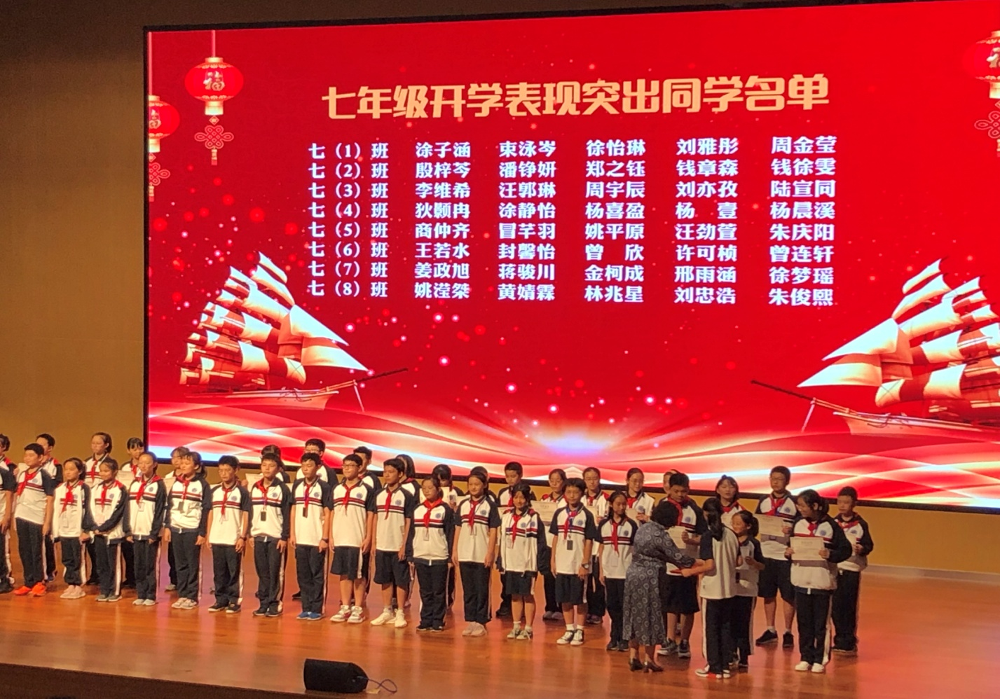 福
七年级开学表现突出同学名单
七（1）班 涂子涵 束泳岑 徐怡琳 刘雅彤 周金莹
七（2）班 殷梓芩 潘铮妍 郑之钰 钱章森 钱徐雯
七（3）班 李维希 汪郭琳 周宇辰 刘亦孜 陆宣同
七（4）班 狄颢冉 涂静怡 杨喜盈 杨 壹 杨晨溪
七（5）班 商仲齐 冒芊羽 姚平原 汪劲萱 朱庆阳
七（6）班 王若水 封馨怡 曾 欣 许可桢 曾连轩
七（7）班 姜政旭 蒋骏川 金柯成 邢雨涵 徐梦瑶
七（8）班 姚滢桀 黄婧霖 林兆星 刘忠浩 朱俊熙